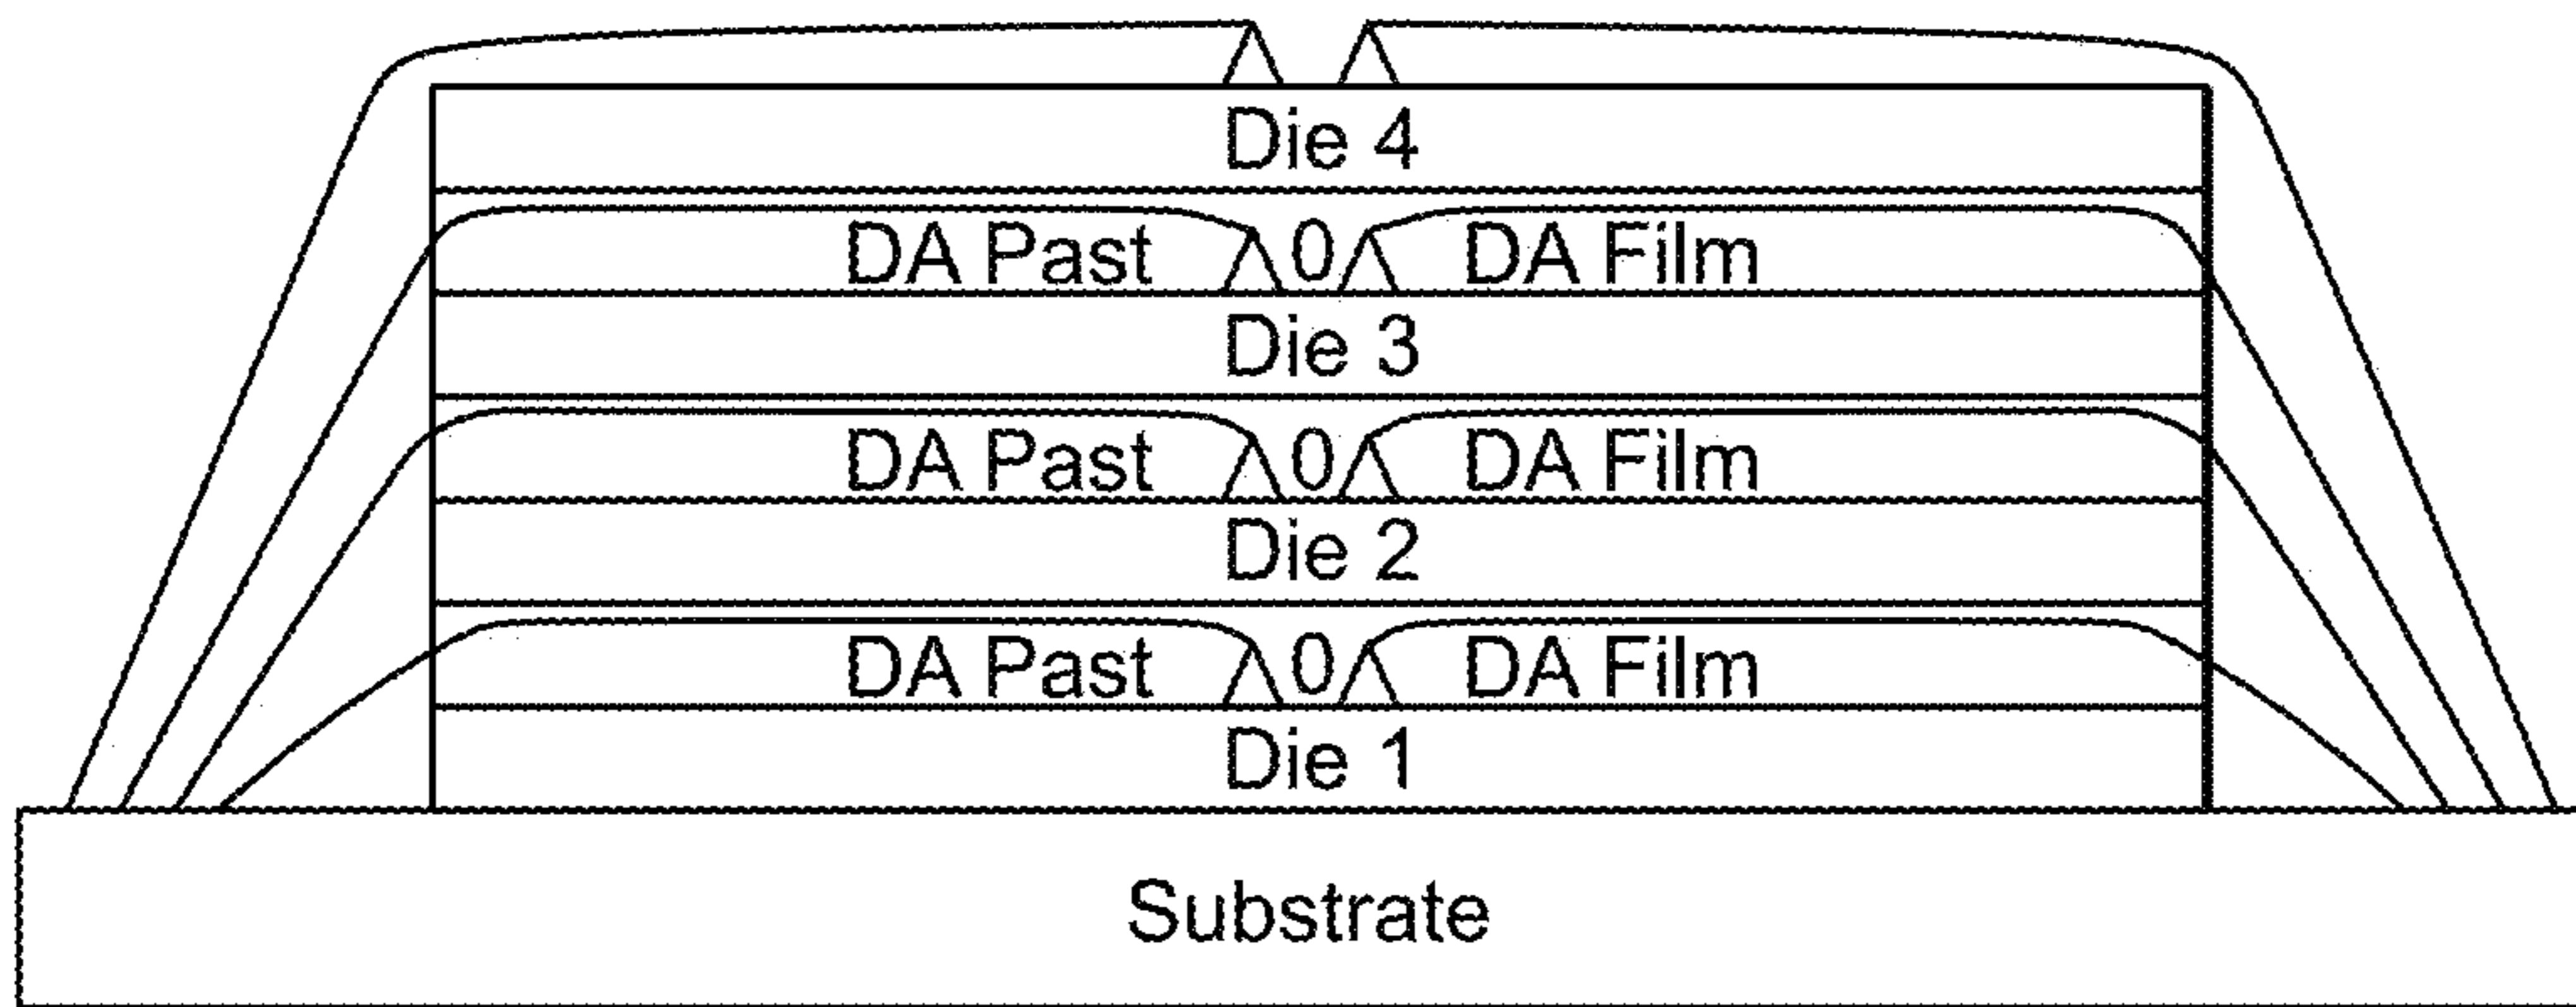 Die 4
DA Past 0 DA Film
Die 3
DA Past 0 DA Film
Die 2
DA Past 0 DA Film
Die 1
Substrate